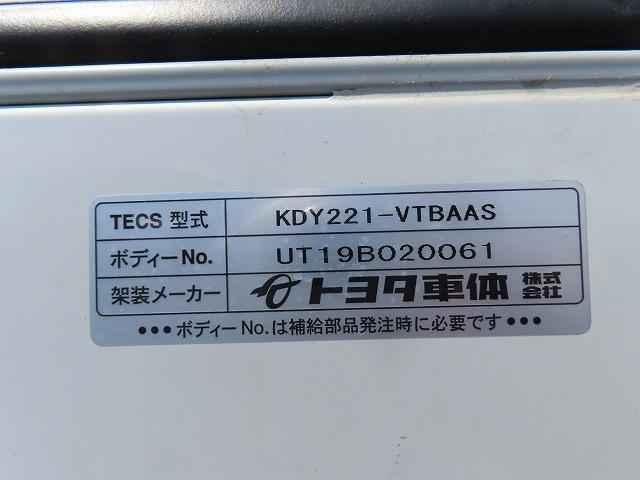 TECS 型式 KDY221-VTBAAS
ボディーNo. UT19B020061
架装メーカー トヨタ車体 株式会社
●●●ボディーNo.は補給部品発注時に必要です●●●